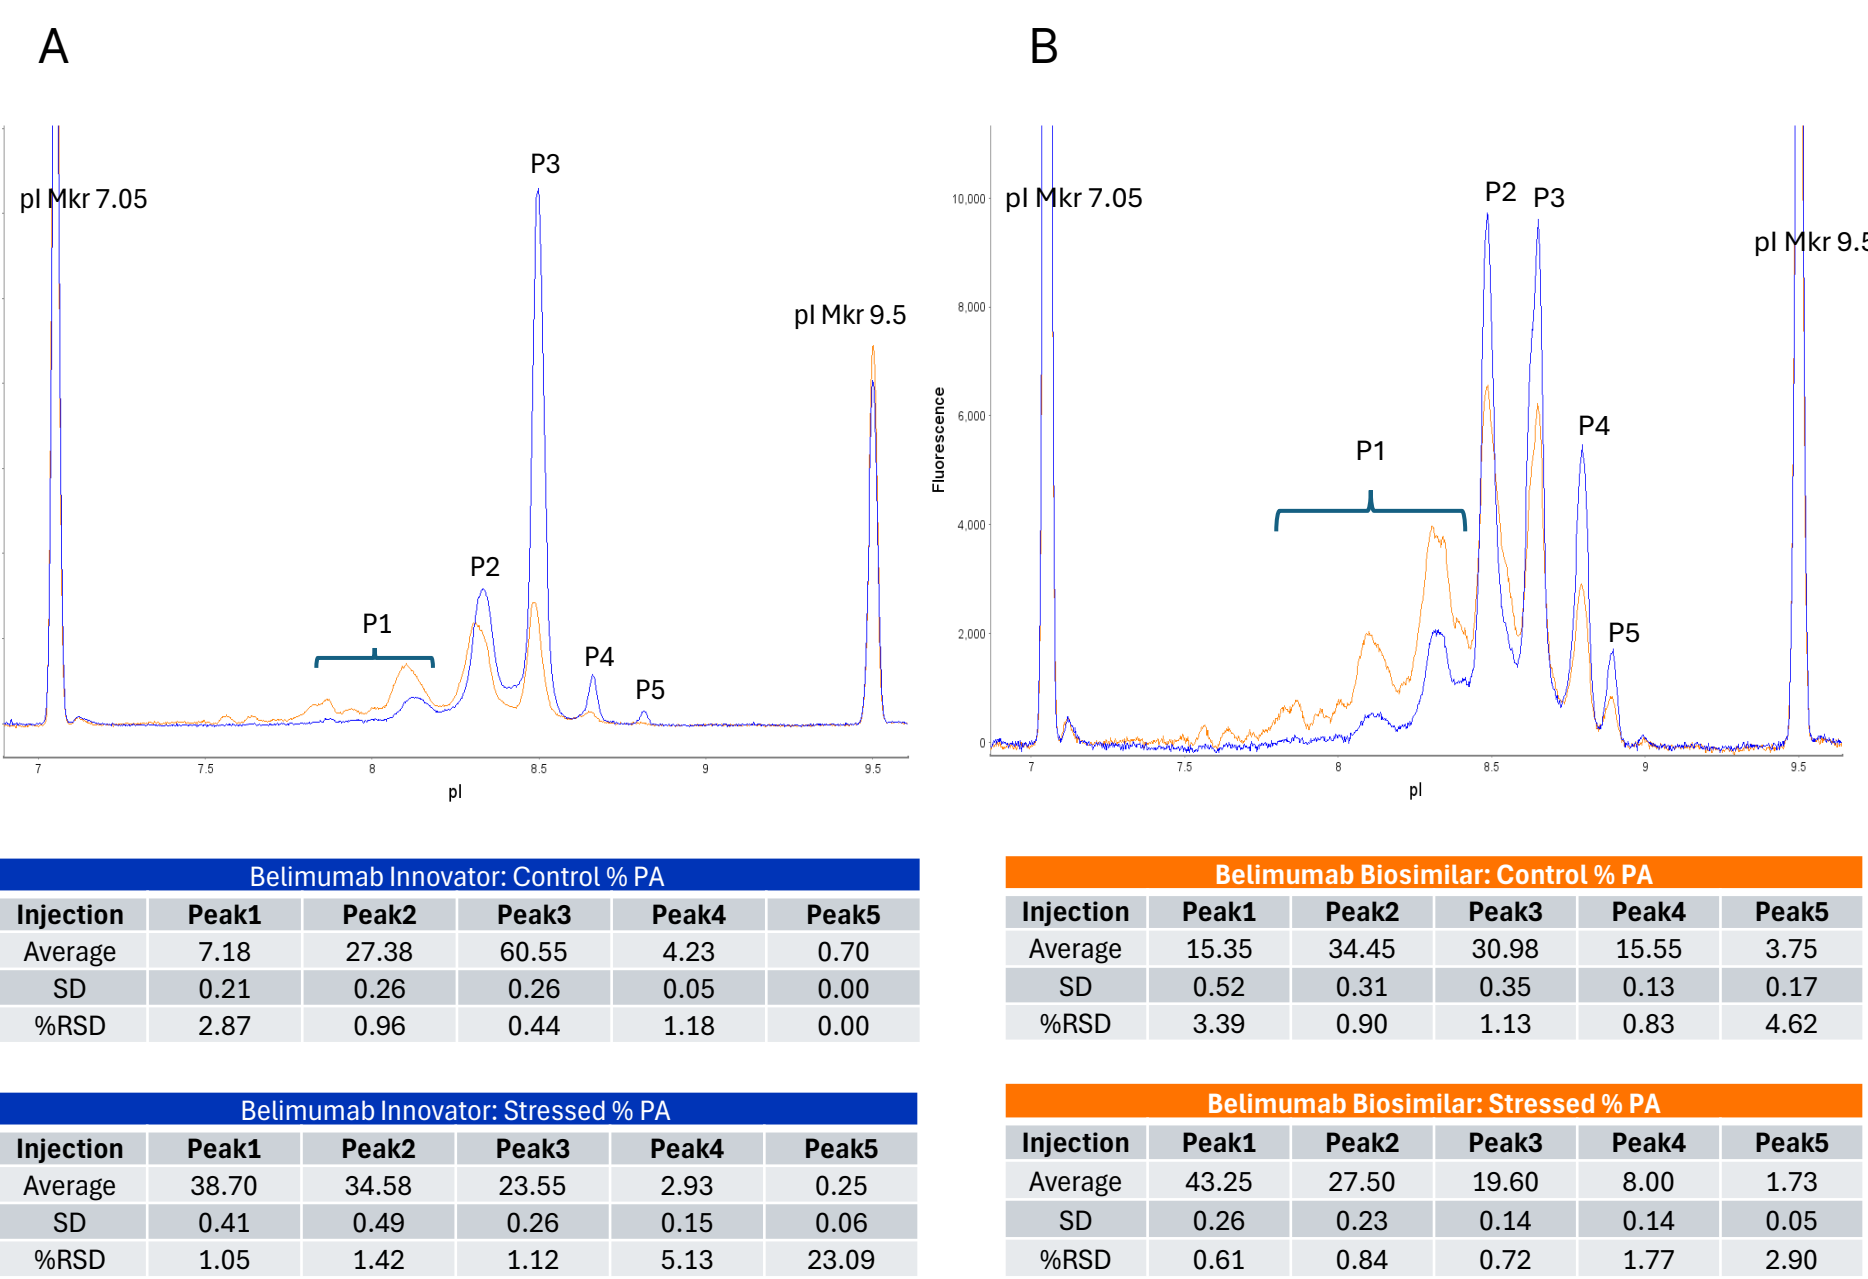 A
B
pI Mkr 7.05
P1
P2
P3
P4
P5
pI Mkr 9.5
7
7.5
8
8.5
9
9.5
pI
pI Mkr 7.05
P1
P2
P3
P4
P5
pI Mkr 9.5
Fluorescence
10,000
8,000
6,000
4,000
2,000
0
7
7.5
8
8.5
9
9.5
pI
Belimumab Innovator: Control % PA
Injection Peak1 Peak2 Peak3 Peak4 Peak5
Average 7.18 27.38 60.55 4.23 0.70
SD 0.21 0.26 0.26 0.05 0.00
%RSD 2.87 0.96 0.44 1.18 0.00
Belimumab Biosimilar: Control % PA
Injection Peak1 Peak2 Peak3 Peak4 Peak5
Average 15.35 34.45 30.98 15.55 3.75
SD 0.52 0.31 0.35 0.13 0.17
%RSD 3.39 0.90 1.13 0.83 4.62
Belimumab Innovator: Stressed % PA
Injection Peak1 Peak2 Peak3 Peak4 Peak5
Average 38.70 34.58 23.55 2.93 0.25
SD 0.41 0.49 0.26 0.15 0.06
%RSD 1.05 1.42 1.12 5.13 23.09
Belimumab Biosimilar: Stressed % PA
Injection Peak1 Peak2 Peak3 Peak4 Peak5
Average 43.25 27.50 19.60 8.00 1.73
SD 0.26 0.23 0.14 0.14 0.05
%RSD 0.61 0.84 0.72 1.77 2.90